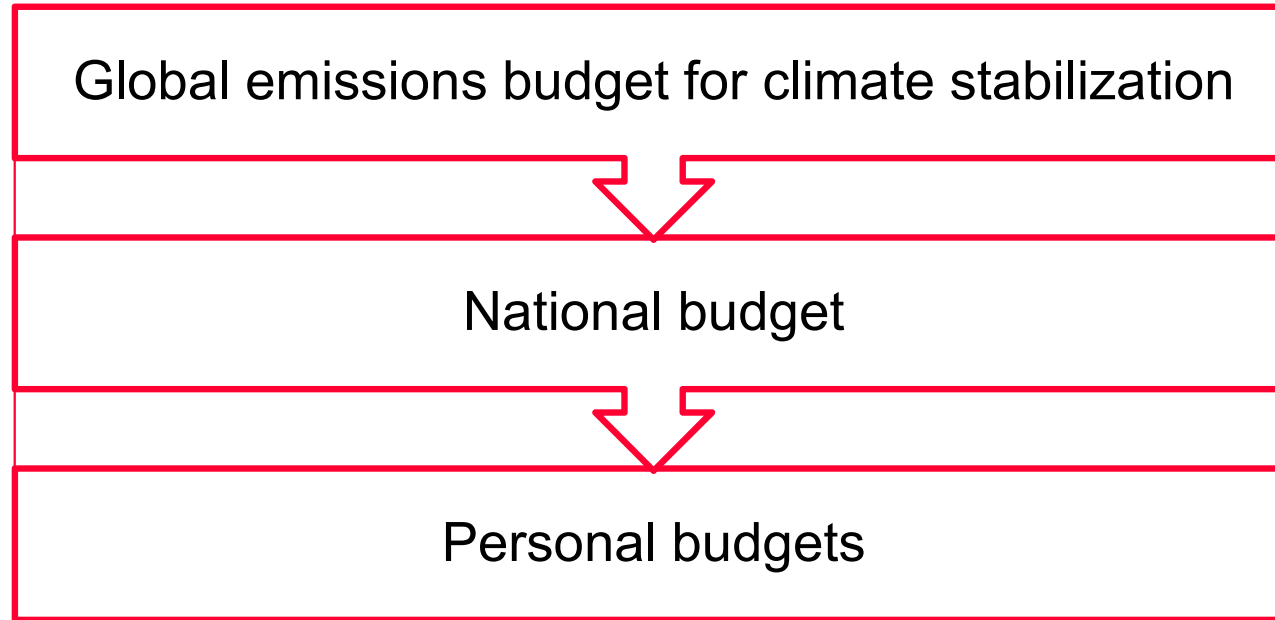 Global emissions budget for climate stabilization
National budget
Personal budgets